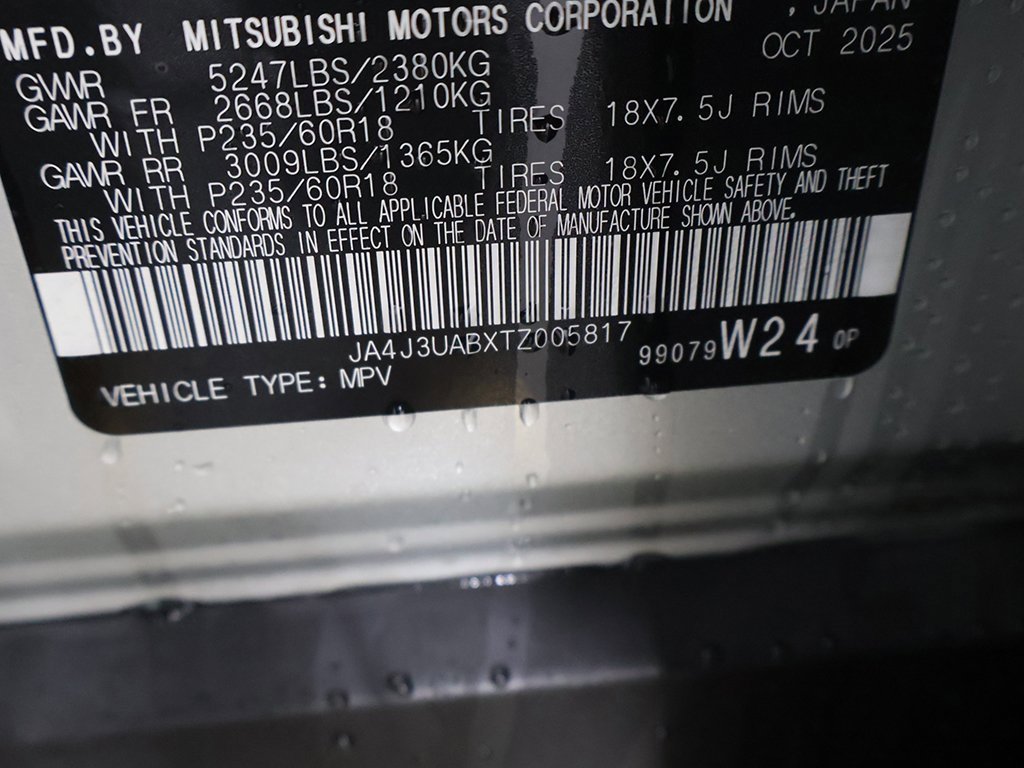 MFD.BY MITSUBISHI MOTORS CORPORATION , JAPAN
OCT 2025
GVWR 5247LBS/2380KG
GAWR FR 2668LBS/1210KG
WITH P235/60R18 TIRES 18X7.5J RIMS
GAWR RR 3009LBS/1365KG
WITH P235/60R18 TIRES 18X7.5J RIMS
THIS VEHICLE CONFORMS TO ALL APPLICABLE FEDERAL MOTOR VEHICLE SAFETY AND THEFT
PREVENTION STANDARDS IN EFFECT ON THE DATE OF MANUFACTURE SHOWN ABOVE.
JA4J3UABXTZ005817
99079 W24 OP
VEHICLE TYPE: MPV